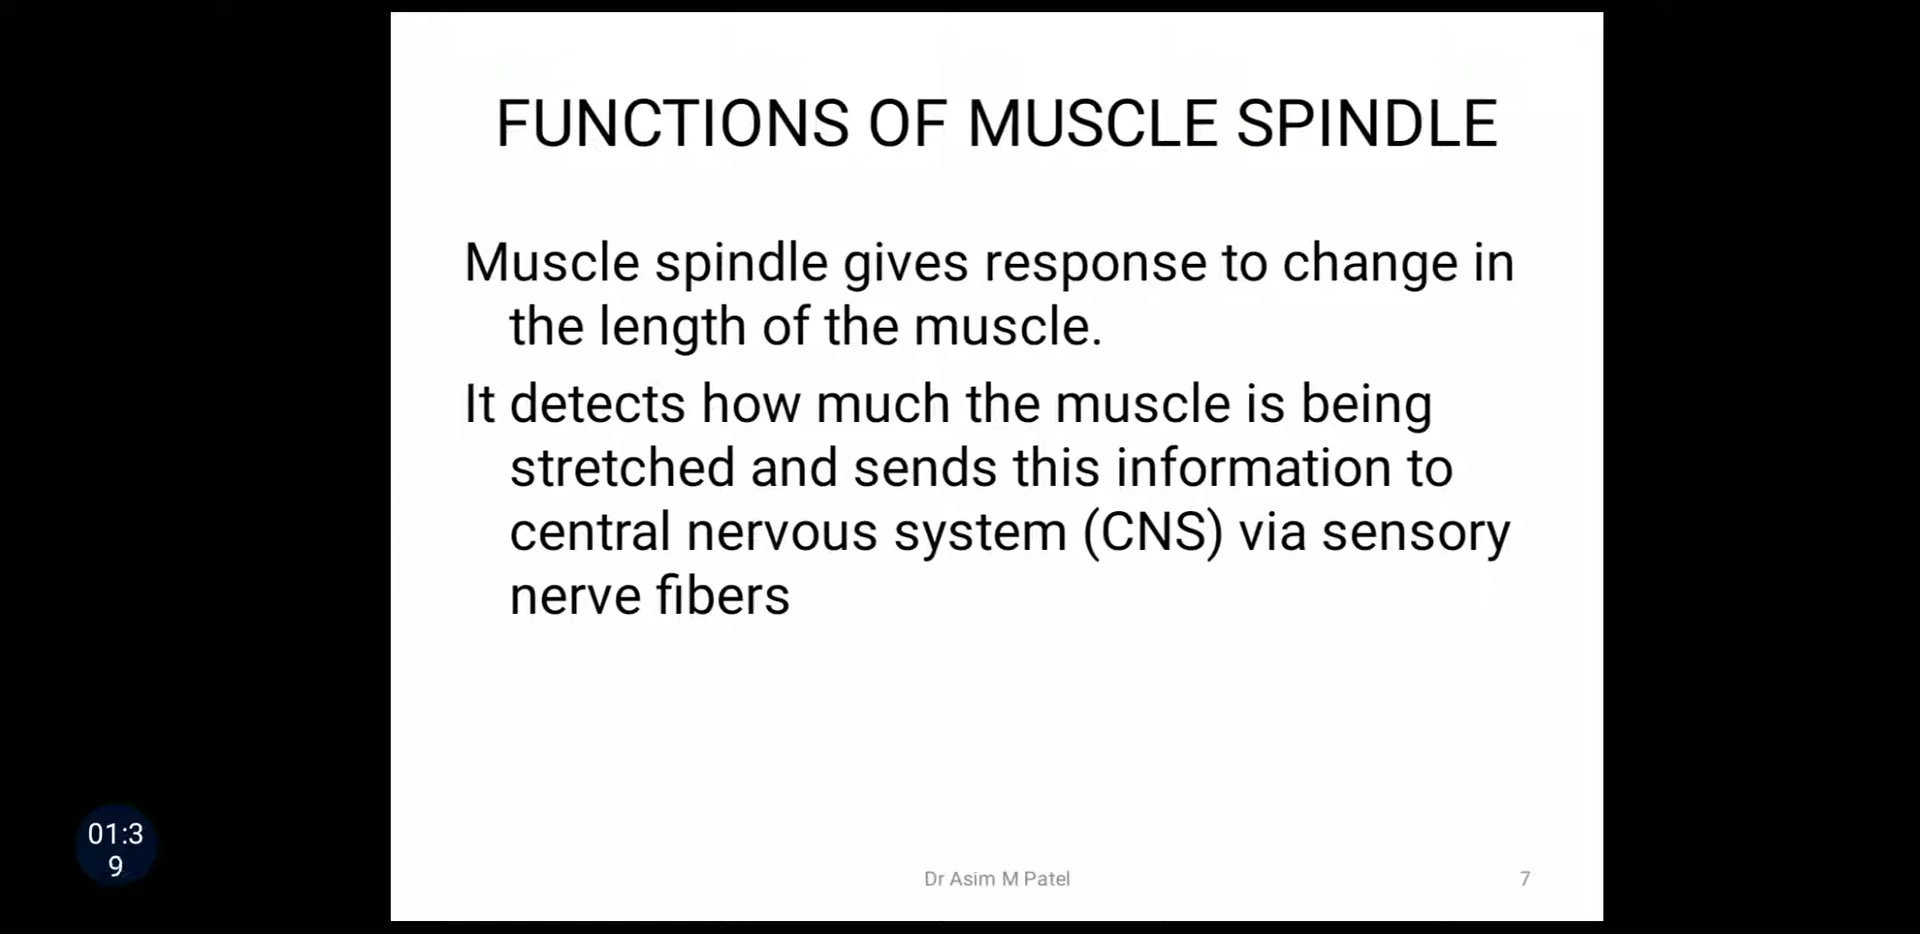 FUNCTIONS OF MUSCLE SPINDLE
Muscle spindle gives response to change in
the length of the muscle.
It detects how much the muscle is being
stretched and sends this information to
central nervous system (CNS) via sensory
nerve fibers
01:3
9
Dr Asim M Patel
7